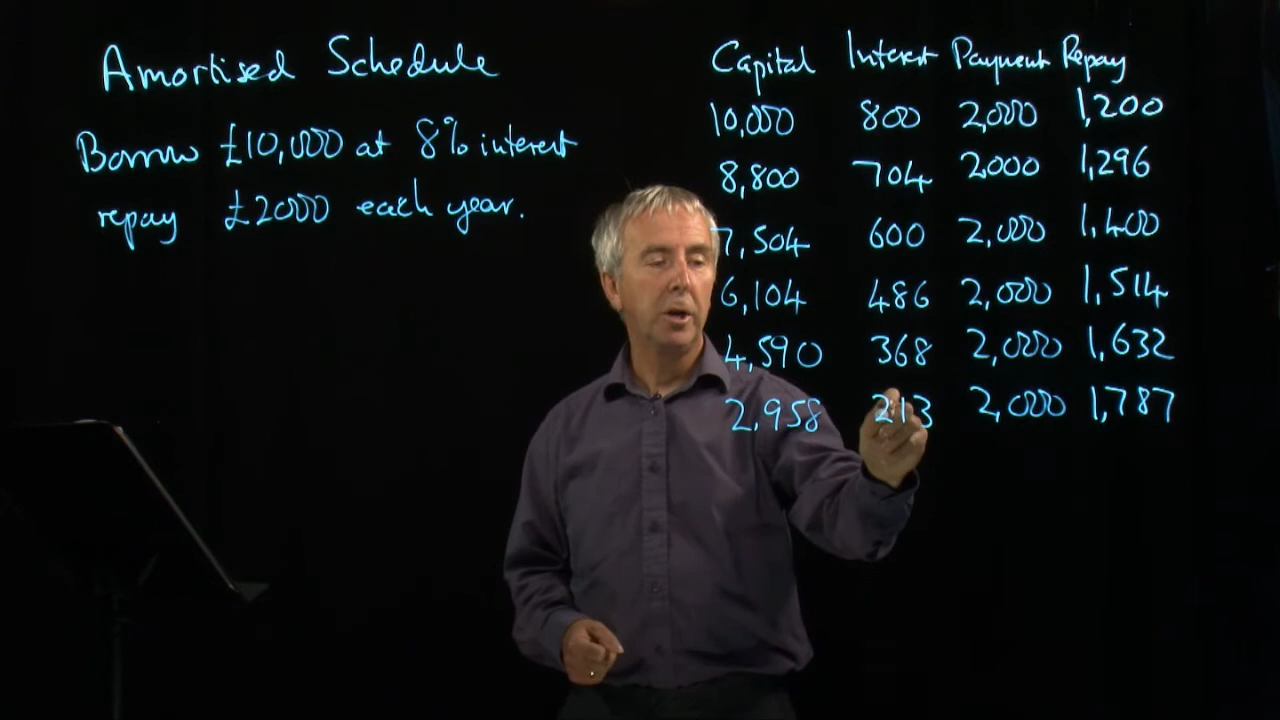 Amortised Schedule
Borrow £10,000 at 8% interest
repay £2000 each year.
Capital Interest Payment Repay
10,000 800 2,000 1,200
8,800 704 2000 1,296
7,504 600 2,000 1,400
6,104 486 2,000 1,514
4,590 368 2,000 1,632
2,958 213 2,000 1,787